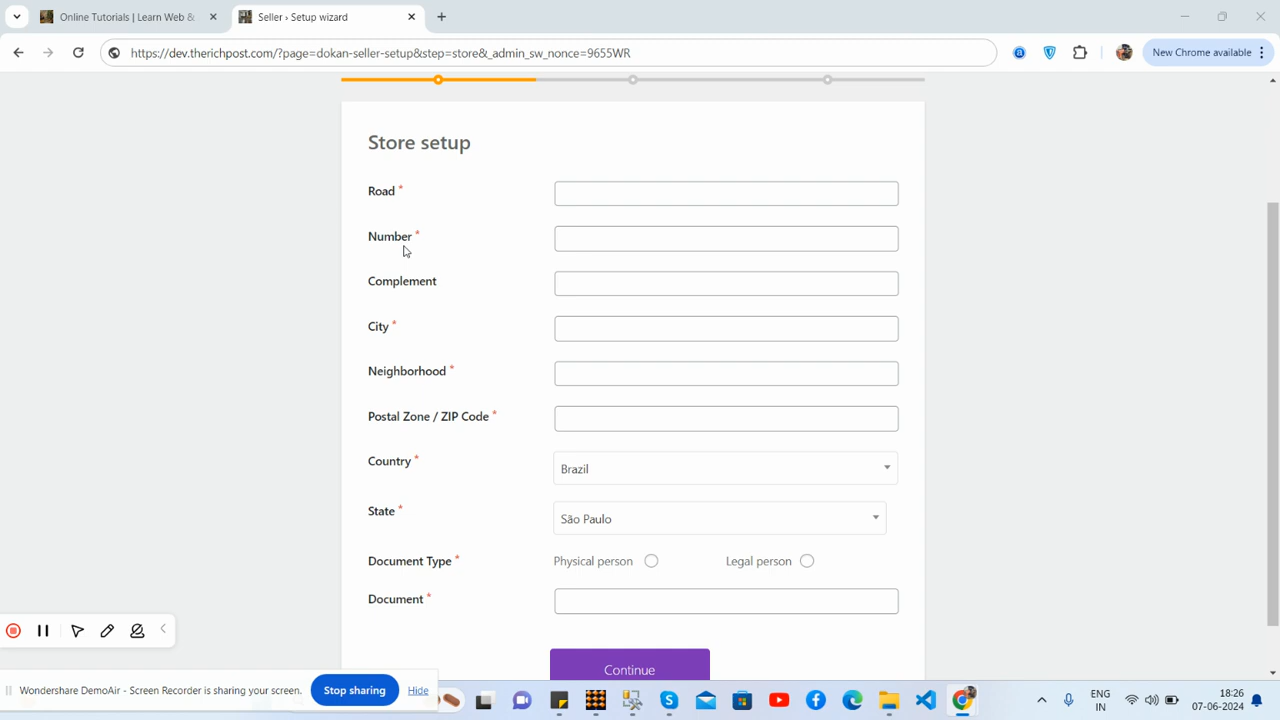 Online Tutorials | Learn Web &
Seller › Setup wizard
https://dev.therichpost.com/?page=dokan-seller-setup&step=store&_admin_sw_nonce=9655WR
New Chrome available
Store setup
Road *
Number *
Complement
City *
Neighborhood *
Postal Zone / ZIP Code *
Country *
Brazil
State *
São Paulo
Document Type *
Physical person
Legal person
Document *
Continue
Wondershare DemoAir - Screen Recorder is sharing your screen.
Stop sharing
Hide
ENG
IN
18:26
07-06-2024